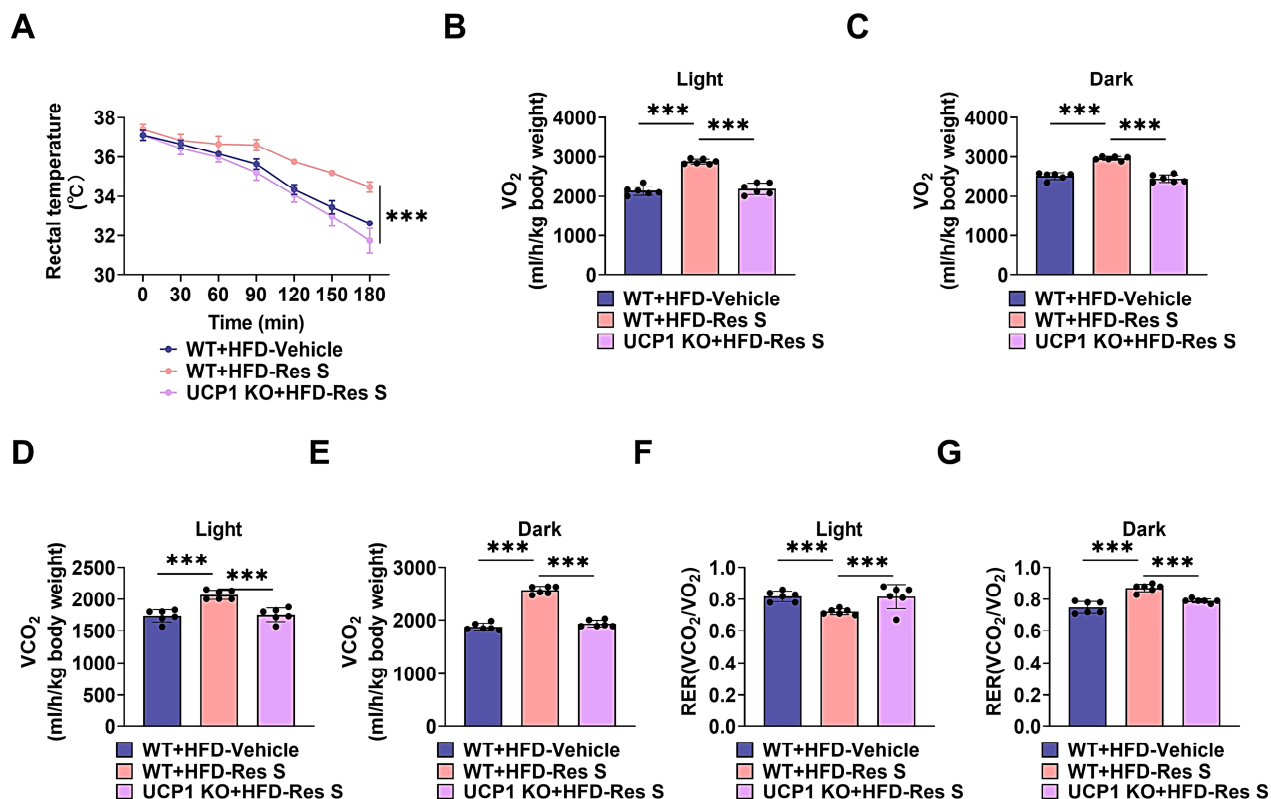 A
B
C
Rectal temperature
(℃)
38
36
34
32
30
0 30 60 90 120 150 180
Time (min)
***
WT+HFD-Vehicle
WT+HFD-Res S
UCP1 KO+HFD-Res S
Light
VO2
(ml/h/kg body weight)
4000
3000
2000
1000
0
*** ***
WT+HFD-Vehicle
WT+HFD-Res S
UCP1 KO+HFD-Res S
Dark
VO2
(ml/h/kg body weight)
4000
3000
2000
1000
0
*** ***
WT+HFD-Vehicle
WT+HFD-Res S
UCP1 KO+HFD-Res S
D
E
F
G
Light
VCO2
(ml/h/kg body weight)
2500
2000
1500
1000
500
0
*** ***
WT+HFD-Vehicle
WT+HFD-Res S
UCP1 KO+HFD-Res S
Dark
VCO2
(ml/h/kg body weight)
3000
2000
1000
0
*** ***
WT+HFD-Vehicle
WT+HFD-Res S
UCP1 KO+HFD-Res S
Light
RER(VCO2/VO2)
1.0
0.8
0.6
0.4
0.2
0.0
*** ***
WT+HFD-Vehicle
WT+HFD-Res S
UCP1 KO+HFD-Res S
Dark
RER(VCO2/VO2)
1.0
0.8
0.6
0.4
0.2
0.0
*** ***
WT+HFD-Vehicle
WT+HFD-Res S
UCP1 KO+HFD-Res S